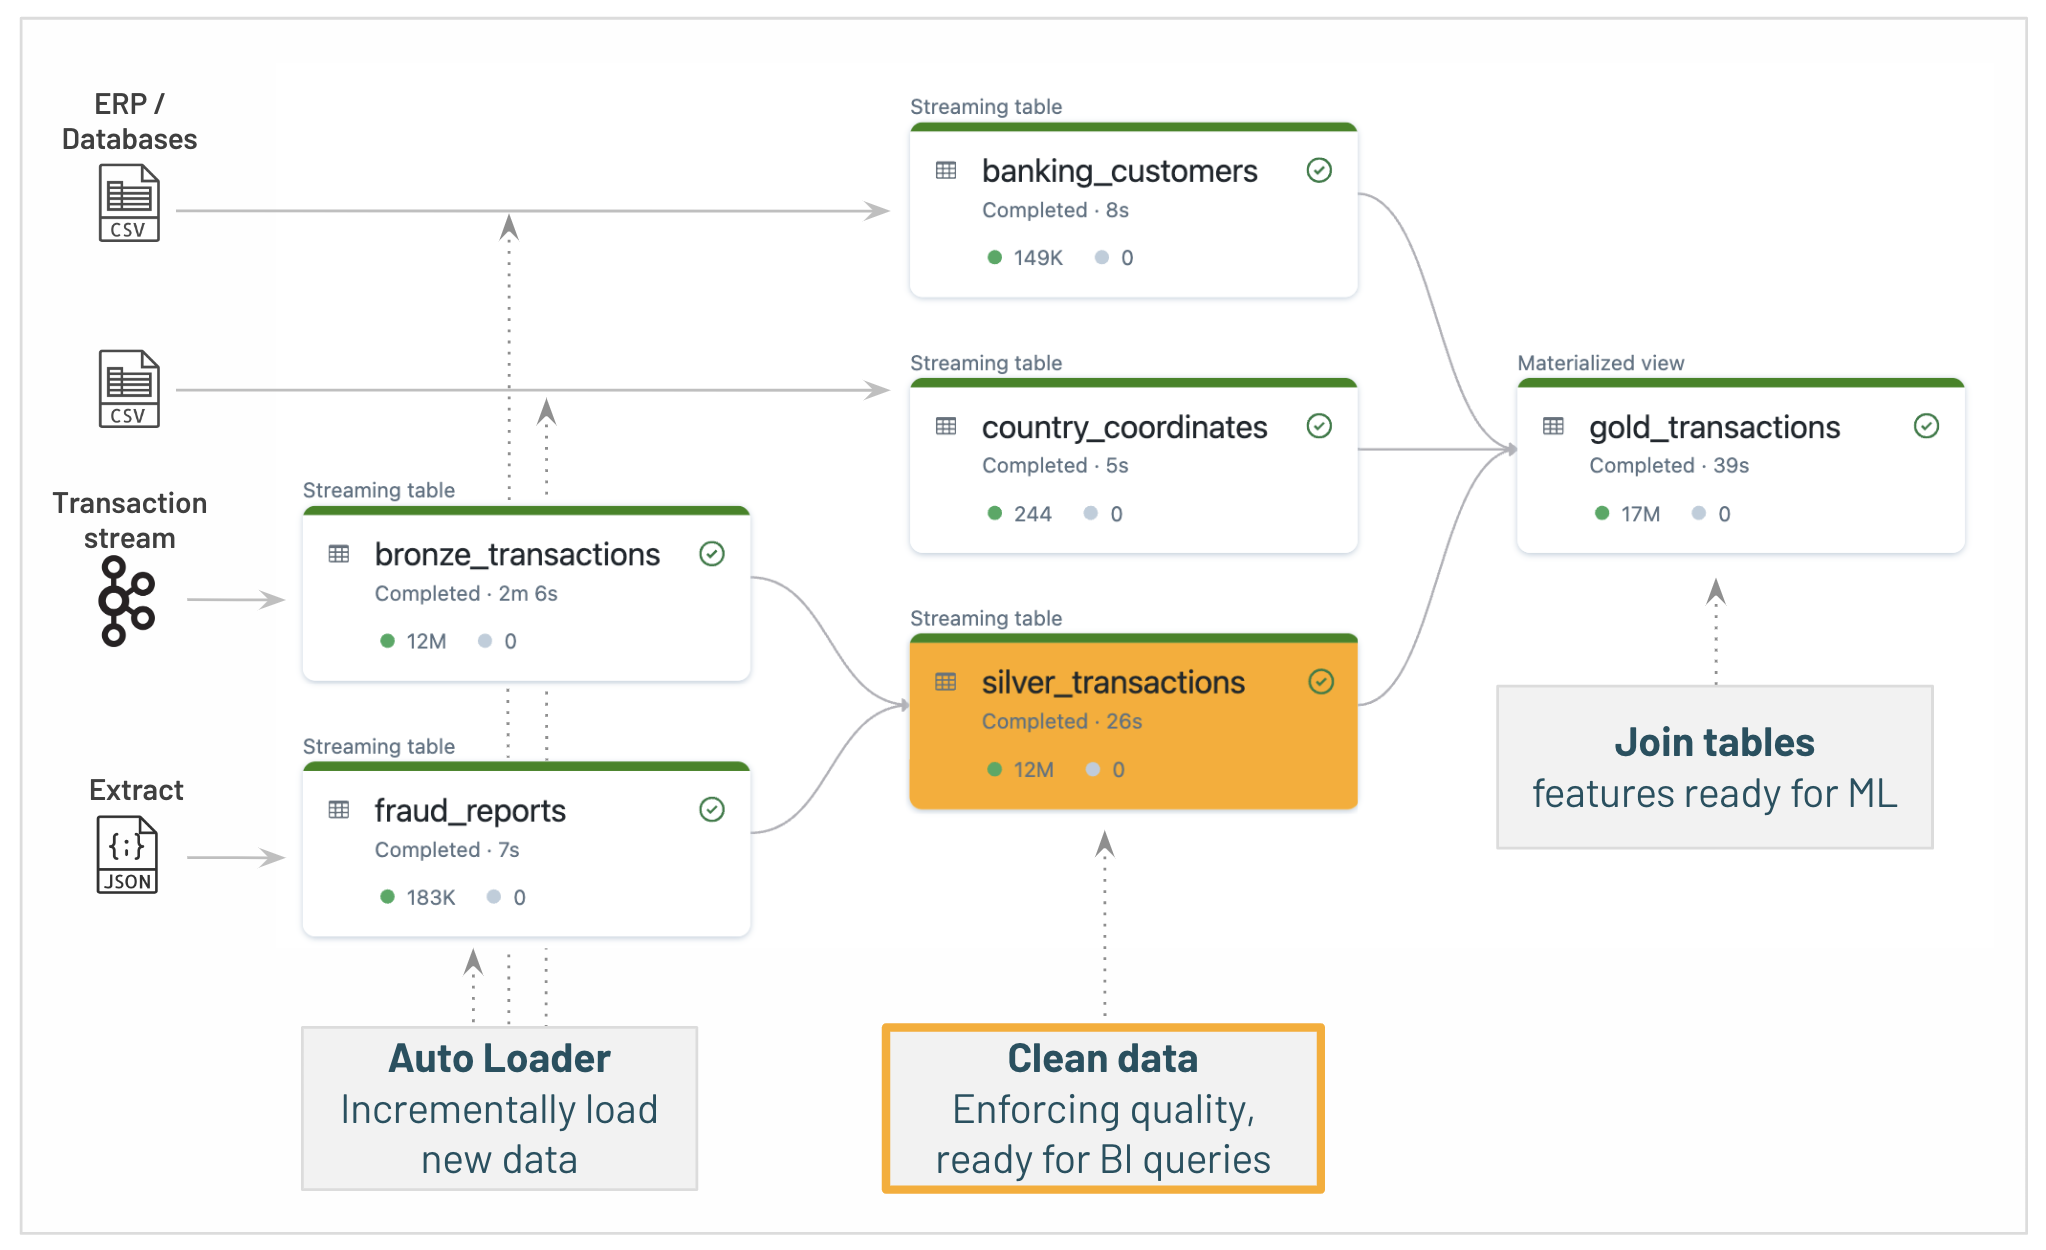 ERP /
Databases
CSV
CSV
Transaction
stream
Extract
{;}
JSON
Streaming table
bronze_transactions
Completed · 2m 6s
12M 0
Streaming table
fraud_reports
Completed · 7s
183K 0
Streaming table
banking_customers
Completed · 8s
149K 0
Streaming table
country_coordinates
Completed · 5s
244 0
Streaming table
silver_transactions
Completed · 26s
12M 0
Materialized view
gold_transactions
Completed · 39s
17M 0
Join tables
features ready for ML
Auto Loader
Incrementally load
new data
Clean data
Enforcing quality,
ready for BI queries